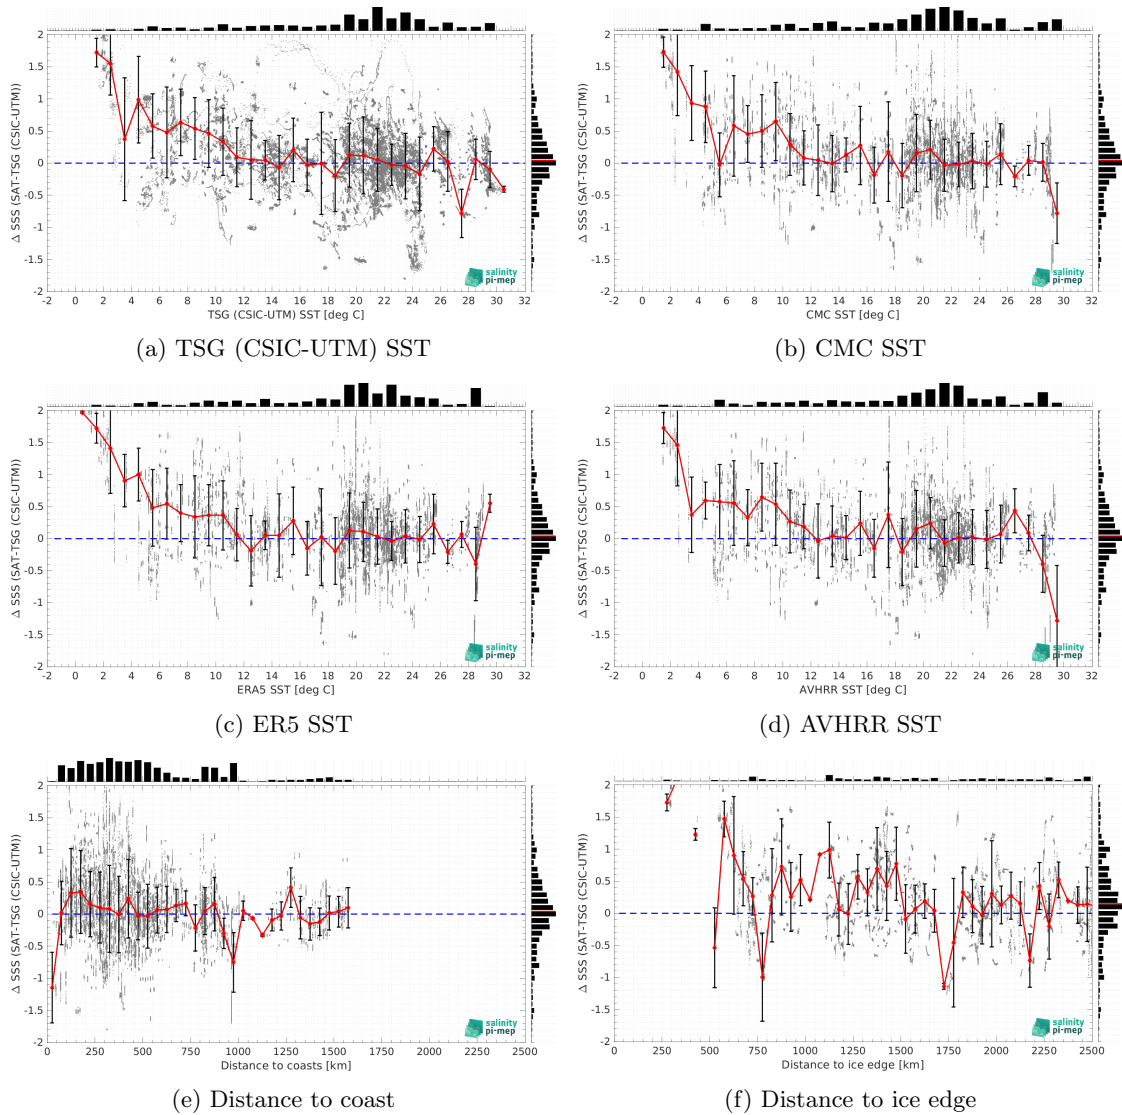 2
1.5
1
0.5
0
-0.5
-1
-1.5
-2
Δ SSS (SAT-TSG (CSIC-UTM))
-2 0 2 4 6 8 10 12 14 16 18 20 22 24 26 28 30 32
TSG (CSIC-UTM) SST [deg C]
salinity
pi-mep
(a) TSG (CSIC-UTM) SST
2
1.5
1
0.5
0
-0.5
-1
-1.5
-2
Δ SSS (SAT-TSG (CSIC-UTM))
-2 0 2 4 6 8 10 12 14 16 18 20 22 24 26 28 30 32
CMC SST [deg C]
salinity
pi-mep
(b) CMC SST
2
1.5
1
0.5
0
-0.5
-1
-1.5
-2
Δ SSS (SAT-TSG (CSIC-UTM))
-2 0 2 4 6 8 10 12 14 16 18 20 22 24 26 28 30 32
ERA5 SST [deg C]
salinity
pi-mep
(c) ER5 SST
2
1.5
1
0.5
0
-0.5
-1
-1.5
-2
Δ SSS (SAT-TSG (CSIC-UTM))
-2 0 2 4 6 8 10 12 14 16 18 20 22 24 26 28 30 32
AVHRR SST [deg C]
salinity
pi-mep
(d) AVHRR SST
2
1.5
1
0.5
0
-0.5
-1
-1.5
-2
Δ SSS (SAT-TSG (CSIC-UTM))
0 250 500 750 1000 1250 1500 1750 2000 2250 2500
Distance to coasts [km]
salinity
pi-mep
(e) Distance to coast
2
1.5
1
0.5
0
-0.5
-1
-1.5
-2
Δ SSS (SAT-TSG (CSIC-UTM))
0 250 500 750 1000 1250 1500 1750 2000 2250 2500
Distance to ice edge [km]
salinity
pi-mep
(f) Distance to ice edge